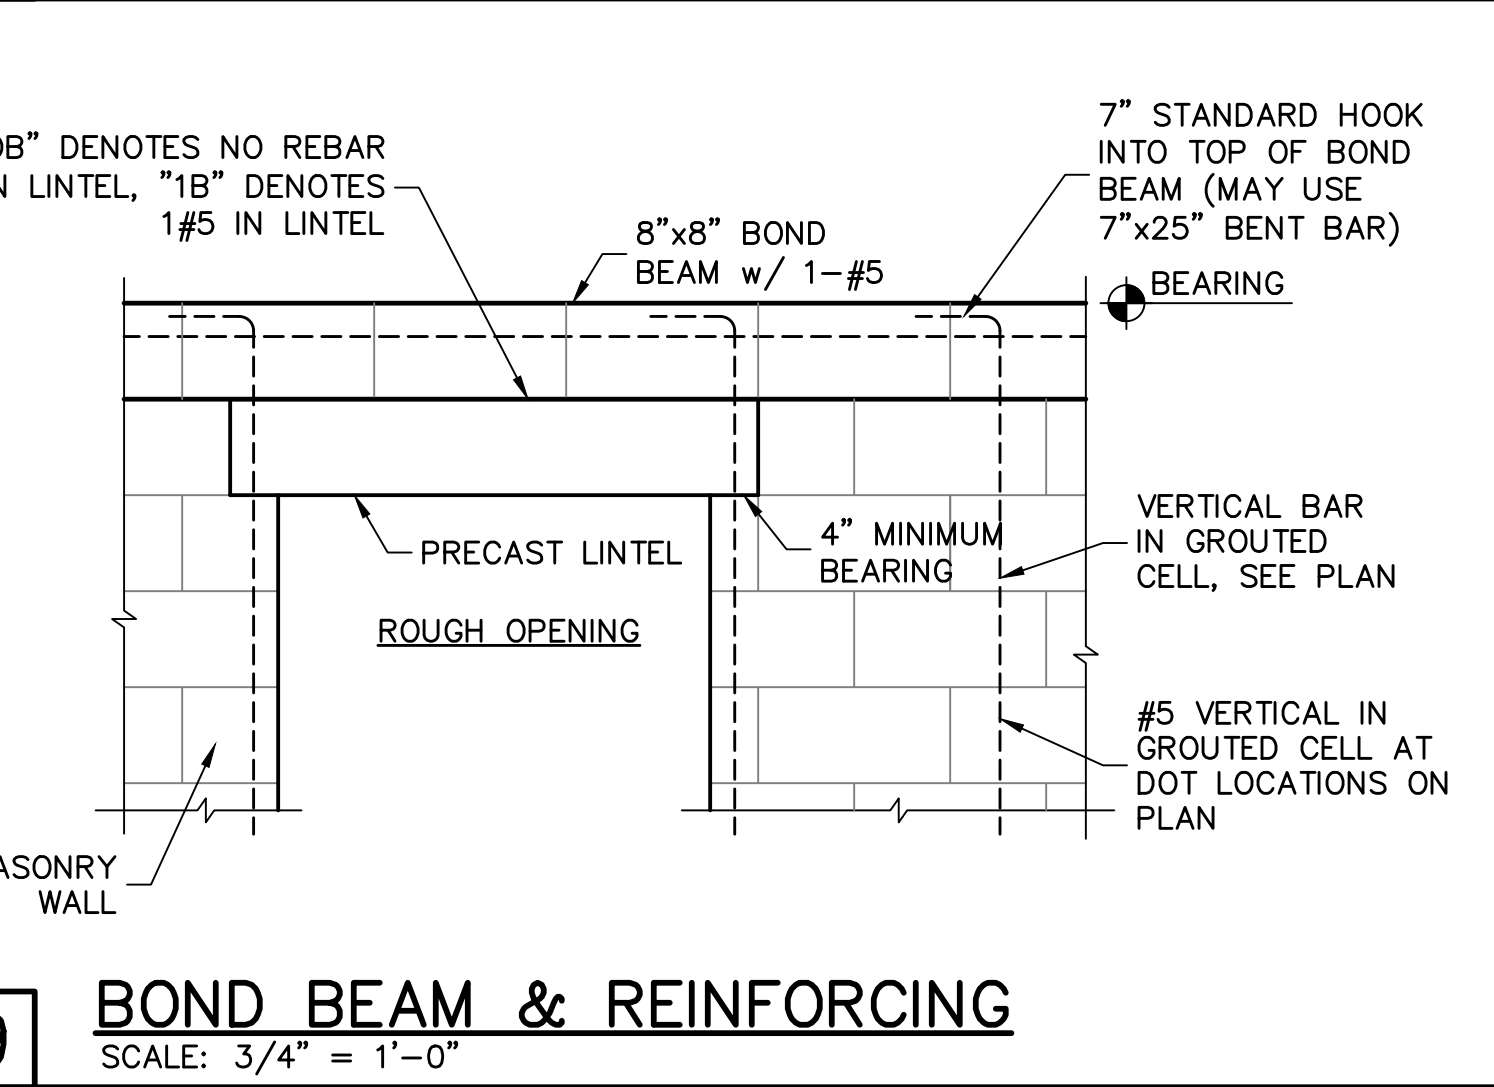 DENOTES NO REBAR
LINTEL, "1B" DENOTES
1#5 IN LINTEL
8"x8" BOND
BEAM w/ 1-#5
7" STANDARD HOOK
INTO TOP OF BOND
BEAM (MAY USE
7"x25" BENT BAR)
BEARING
PRECAST LINTEL
4" MINIMUM
BEARING
ROUGH OPENING
VERTICAL BAR
IN GROUTED
CELL, SEE PLAN
#5 VERTICAL IN
GROUTED CELL AT
DOT LOCATIONS ON
PLAN
WALL
BOND BEAM & REINFORCING
SCALE: 3/4" = 1'-0"